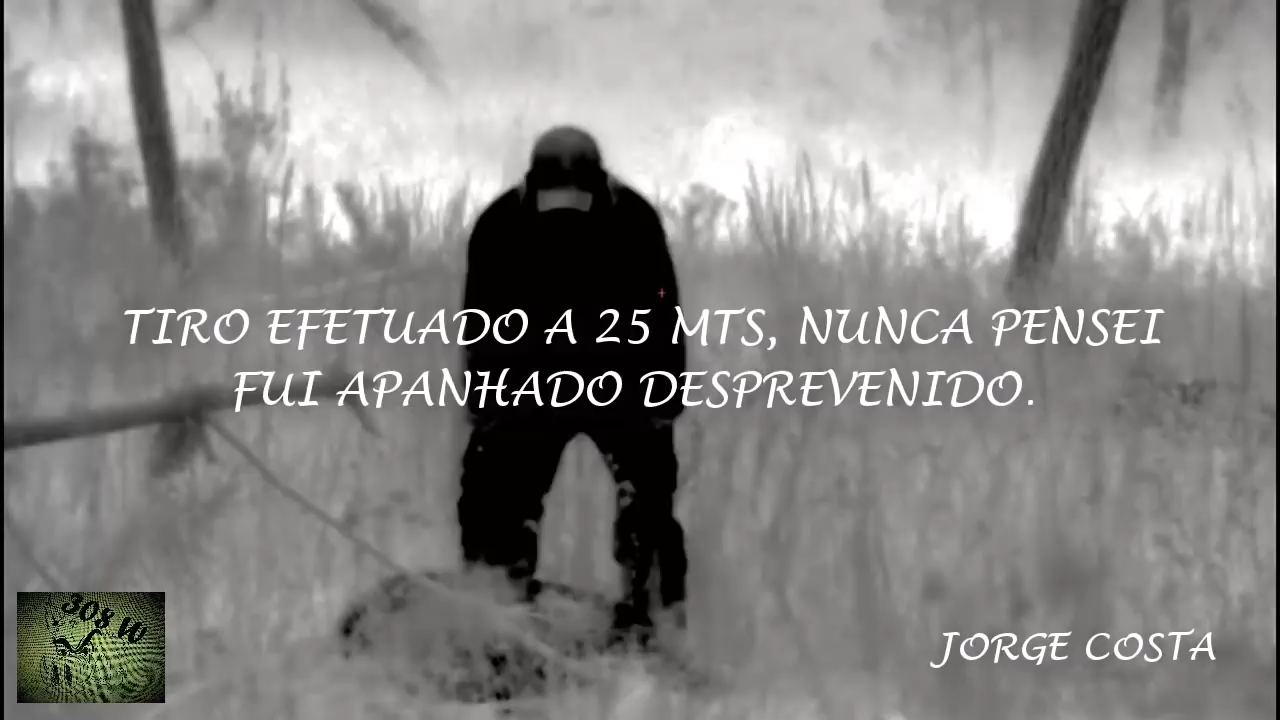 TIRO EFETUADO A 25 MTS, NUNCA PENSEI
FUI APANHADO DESPREVENIDO.
JORGE COSTA
308 W